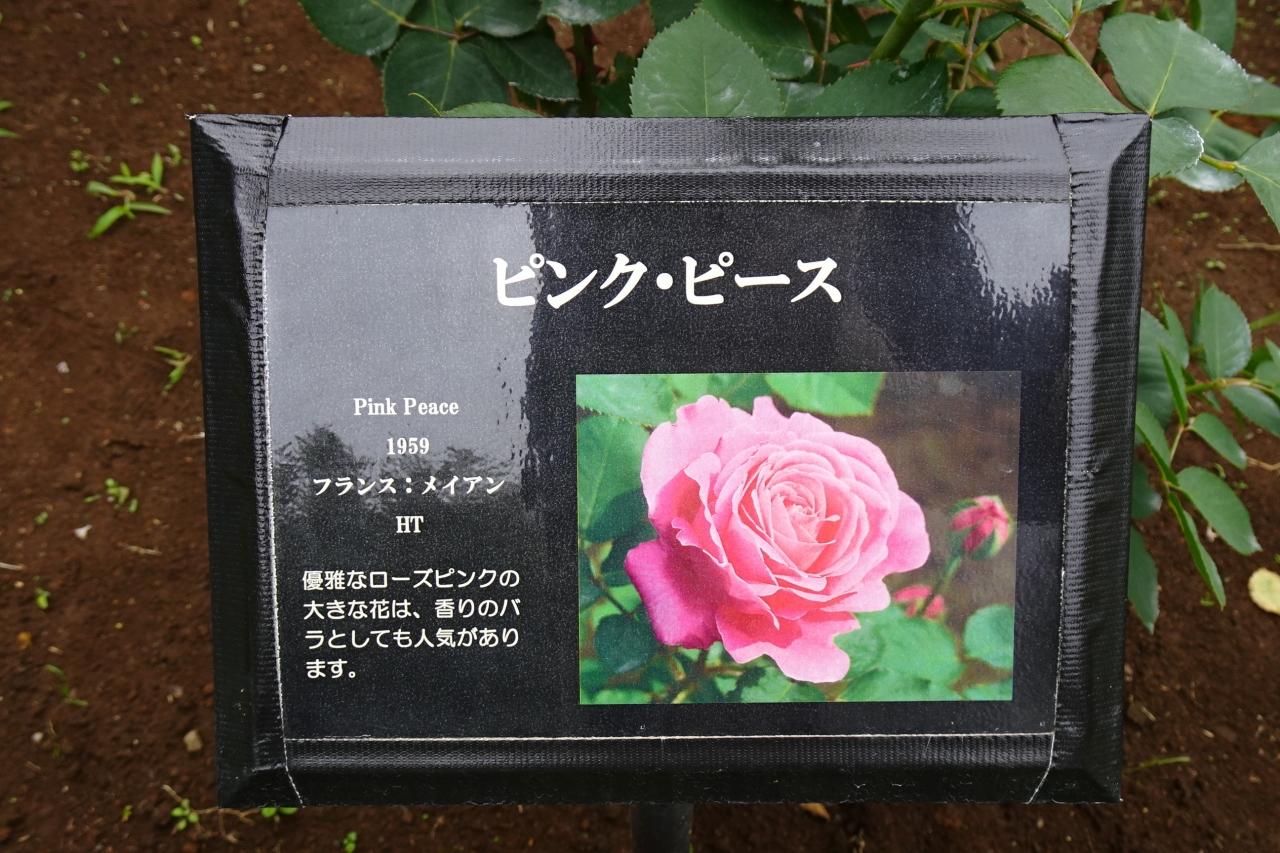 ピンク・ピース
Pink Peace
1959
フランス：メイアン
HT
優雅なローズピンクの
大きな花は、香りのバ
ラとしても人気があり
ます。